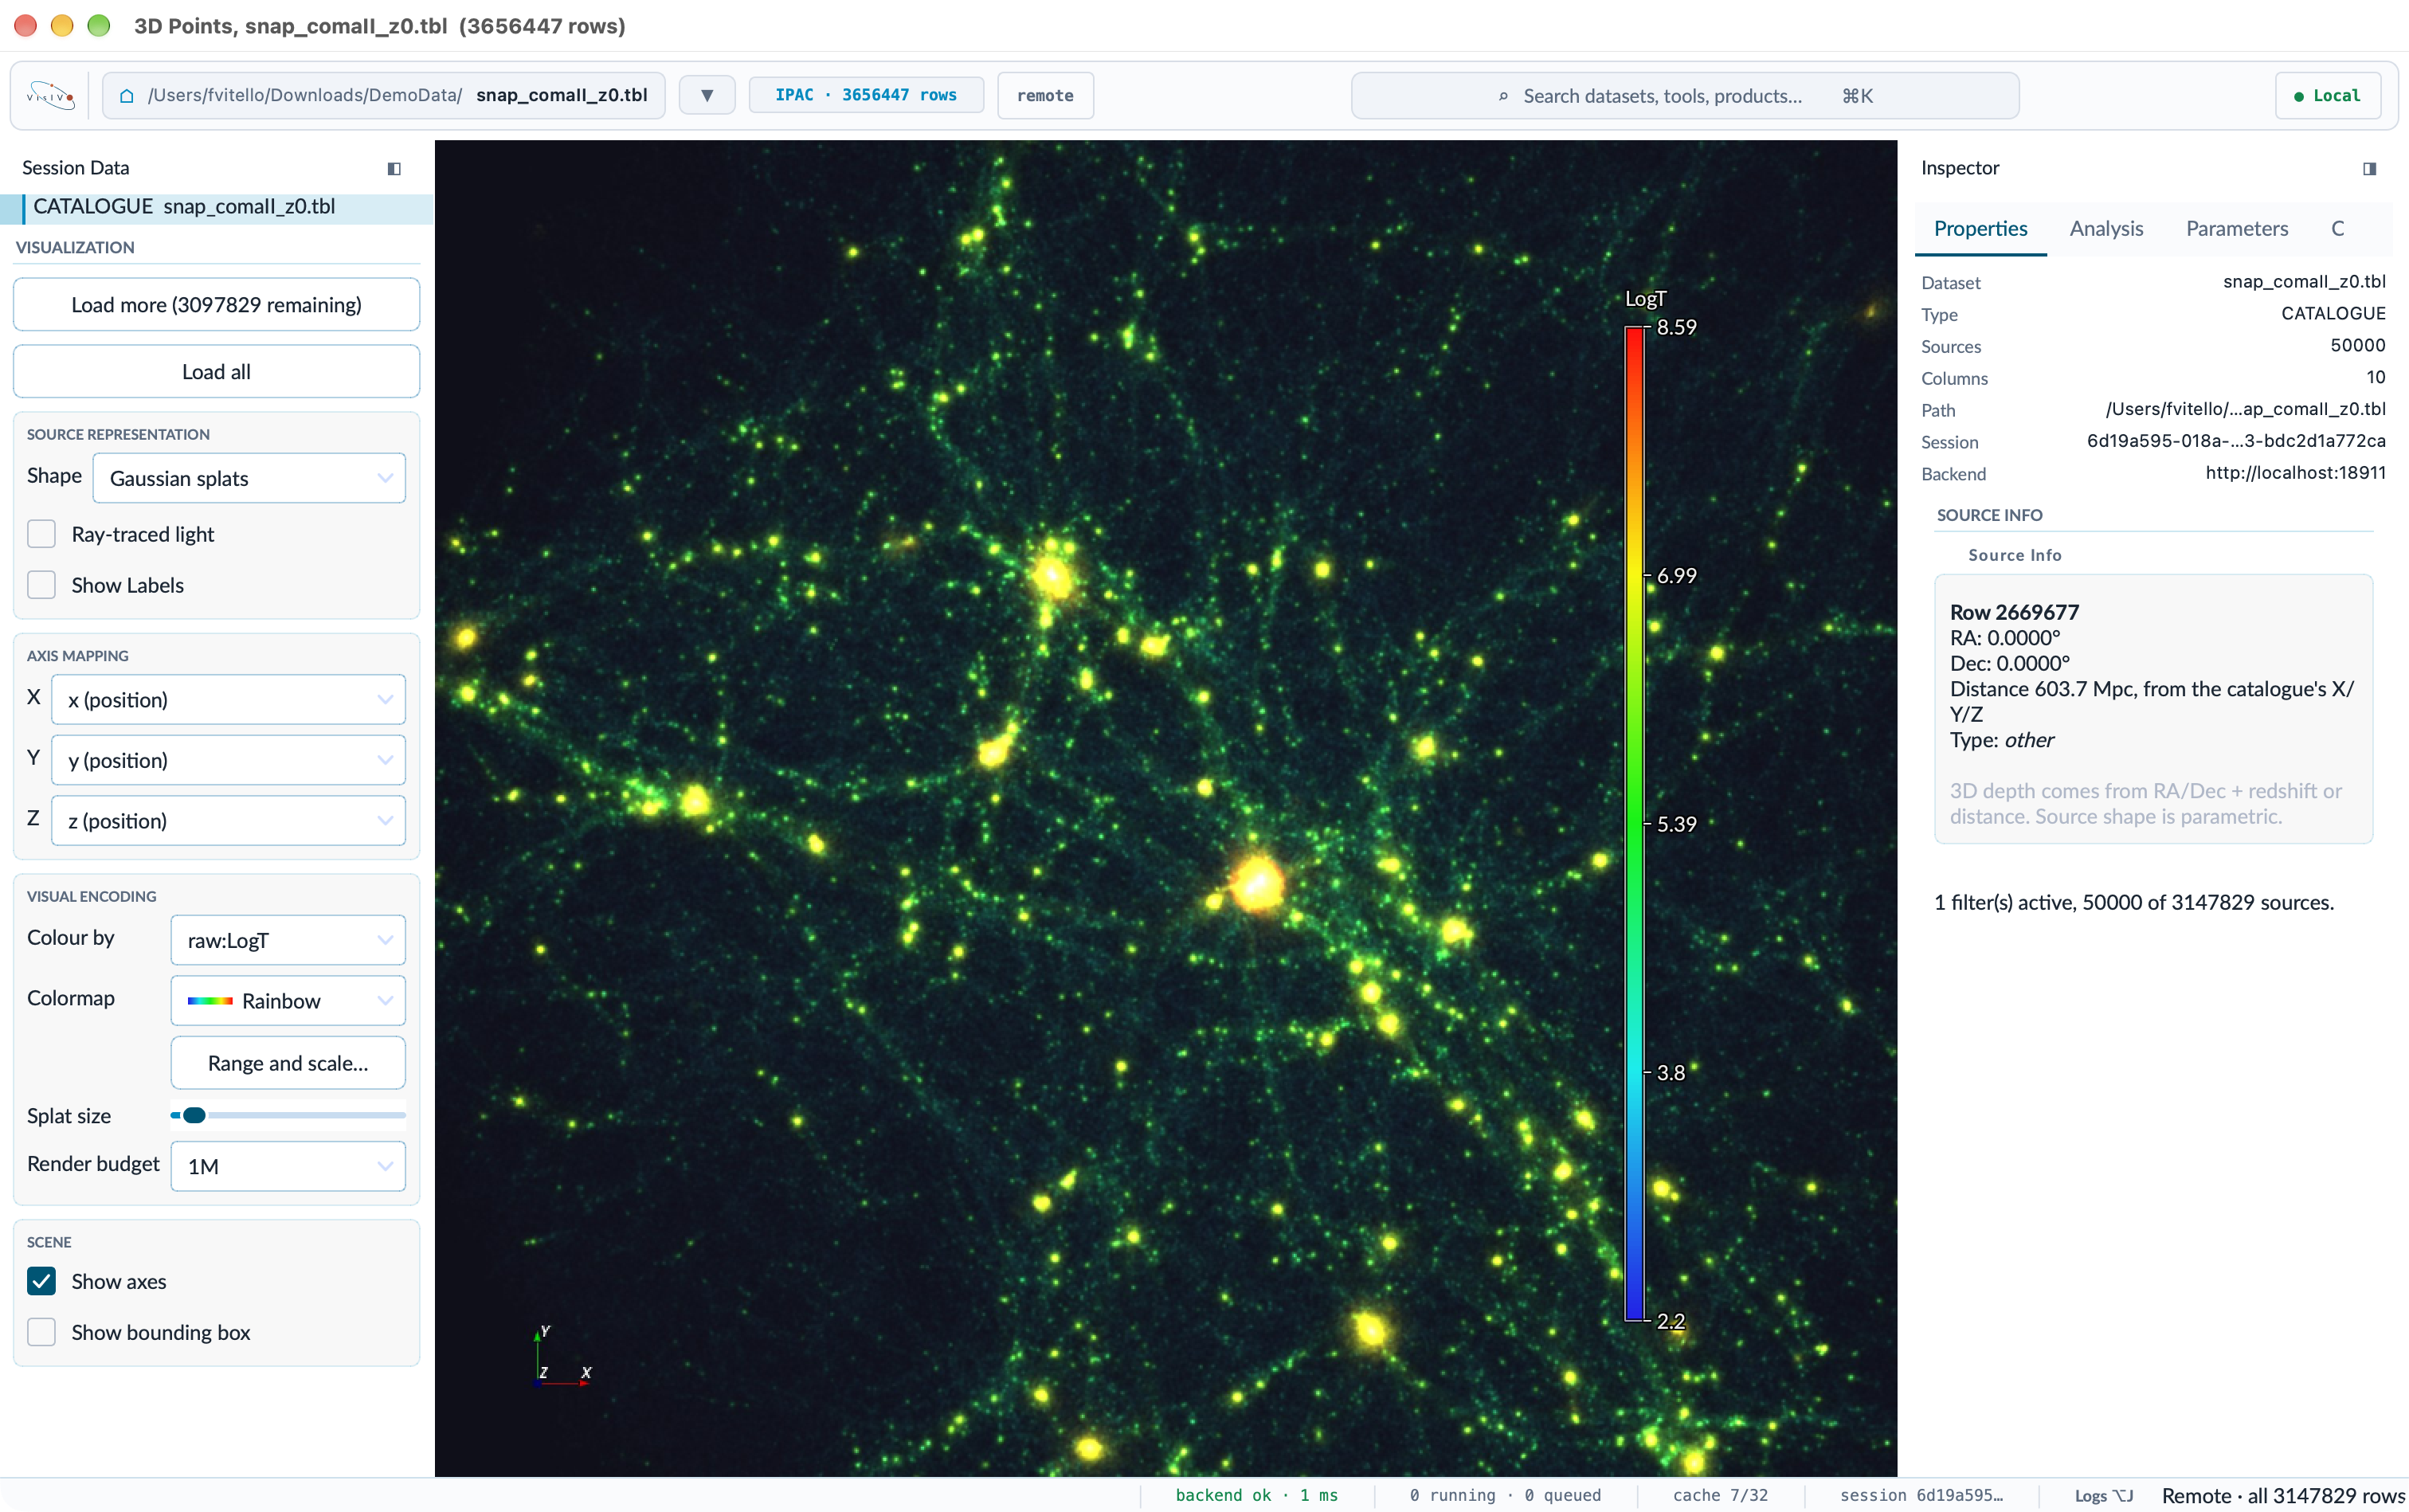 3D Points, snap_comaII_z0.tbl (3656447 rows)
VisIVO
/Users/fvitello/Downloads/DemoData/ snap_comaII_z0.tbl
IPAC · 3656447 rows
remote
Search datasets, tools, products... ⌘K
Local
Session Data
CATALOGUE snap_comaII_z0.tbl
VISUALIZATION
Load more (3097829 remaining)
Load all
SOURCE REPRESENTATION
Shape Gaussian splats
Ray-traced light
Show Labels
AXIS MAPPING
X x (position)
Y y (position)
Z z (position)
VISUAL ENCODING
Colour by raw:LogT
Colormap Rainbow
Range and scale...
Splat size
Render budget 1M
SCENE
Show axes
Show bounding box
LogT
8.59
6.99
5.39
3.8
2.2
Y
Z X
Inspector
Properties Analysis Parameters C
Dataset snap_comaII_z0.tbl
Type CATALOGUE
Sources 50000
Columns 10
Path /Users/fvitello/...ap_comaII_z0.tbl
Session 6d19a595-018a-...3-bdc2d1a772ca
Backend http://localhost:18911
SOURCE INFO
Source Info
Row 2669677
RA: 0.0000°
Dec: 0.0000°
Distance 603.7 Mpc, from the catalogue's X/
Y/Z
Type: other
3D depth comes from RA/Dec + redshift or
distance. Source shape is parametric.
1 filter(s) active, 50000 of 3147829 sources.
backend ok · 1 ms
0 running · 0 queued
cache 7/32
session 6d19a595…
Logs ⌥J
Remote · all 3147829 rows